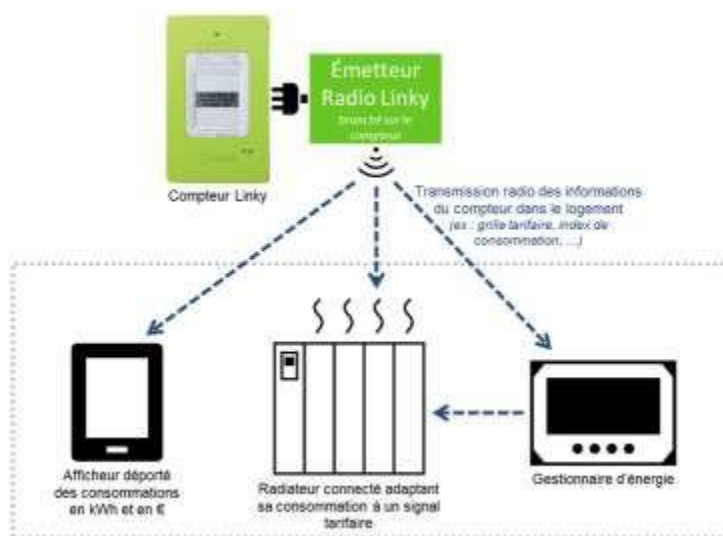 Émetteur
Radio Linky
branché sur le
compteur
Compteur Linky
Transmission radio des informations
du compteur dans le logement
(ex : grille tarifaire, index de
consommation, ...)
Afficheur déporté
des consommations
en kWh et en €
Radiateur connecté adaptant
sa consommation à un signal
tarifaire
Gestionnaire d'énergie